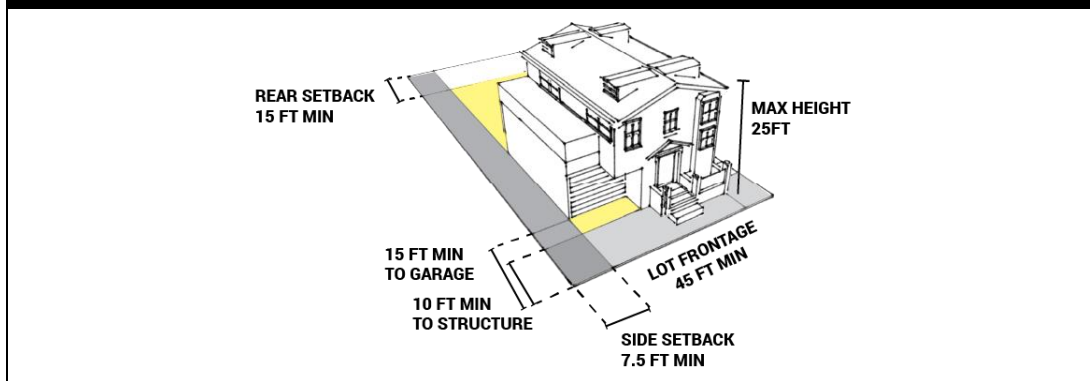 REAR SETBACK
15 FT MIN
MAX HEIGHT
25FT
15 FT MIN
TO GARAGE
LOT FRONTAGE
45 FT MIN
10 FT MIN
TO STRUCTURE
SIDE SETBACK
7.5 FT MIN